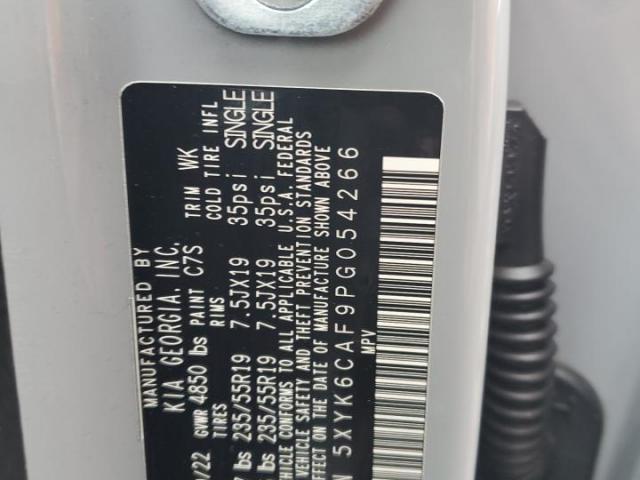 MANUFACTURED BY
KIA GEORGIA, INC.
/22 GVWR 4850 lbs PAINT C7S TRIM WK
TIRES RIMS COLD TIRE INFL
lbs 235/55R19 7.5JX19 35psi SINGLE
lbs 235/55R19 7.5JX19 35psi SINGLE
VEHICLE CONFORMS TO ALL APPLICABLE U.S.A. FEDERAL
VEHICLE SAFETY AND THEFT PREVENTION STANDARDS
EFFECT ON THE DATE OF MANUFACTURE SHOWN ABOVE
N 5XYK6CAF9PG054266
MPV